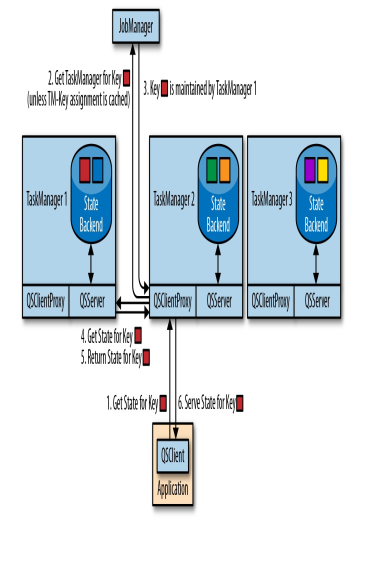 JobManager
2. Get TaskManager for Key
(unless TM-Key assignment is cached)
3. Key is maintained by TaskManager 1
TaskManager 1
State
Backend
TaskManager 2
State
Backend
TaskManager 3
State
Backend
QSClientProxy
QSServer
QSClientProxy
QSServer
QSClientProxy
QSServer
4. Get State for Key
5. Return State for Key
1. Get State for Key
6. Serve State for Key
QSClient
Application